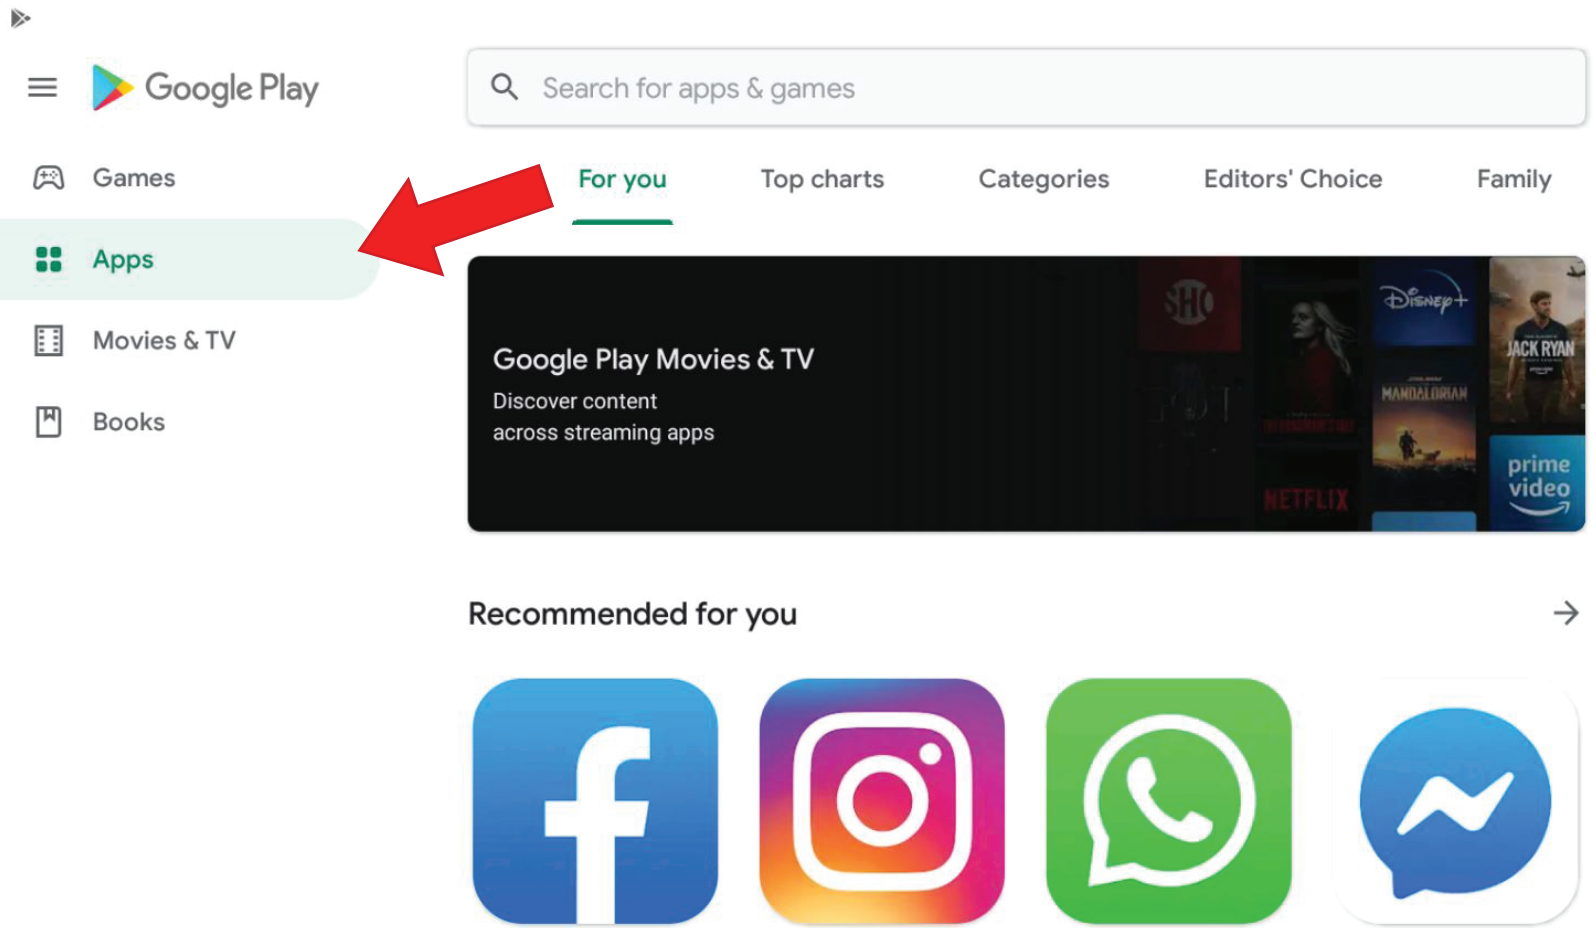 Google Play
Search for apps & games
Games
For you
Top charts
Categories
Editors' Choice
Family
Apps
Movies & TV
Books
Google Play Movies & TV
Discover content
across streaming apps
SHO
Disney+
JACK RYAN
MANDALORIAN
prime
video
NETFLIX
Recommended for you